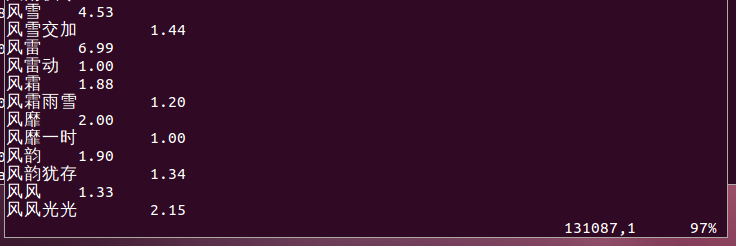 风雪 4.53
风雪交加 1.44
风雷 6.99
风雷动 1.00
风霜 1.88
风霜雨雪 1.20
风靡 2.00
风靡一时 1.00
风韵 1.90
风韵犹存 1.34
风风 1.33
风风光光 2.15
131087,1 97%